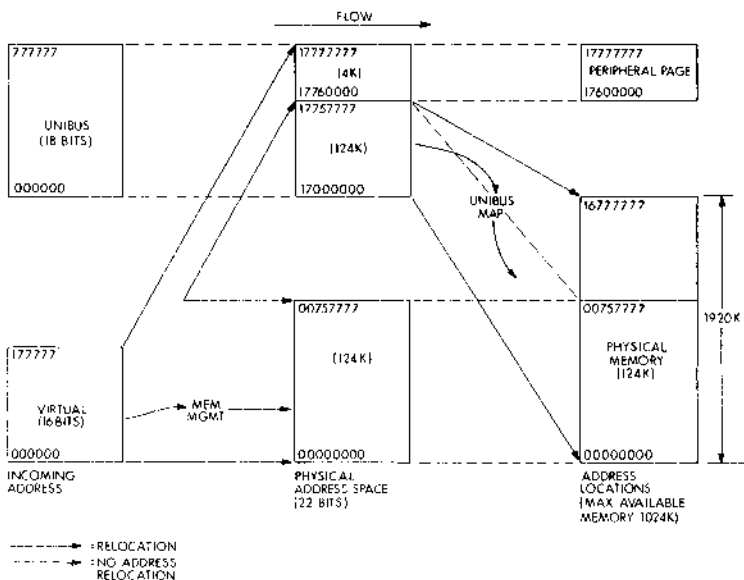 FLOW
777777
UNIBUS
(18 BITS)
000000
17777777
(4K)
17760000
17757777
(124K)
17000000
17777777
PERIPHERAL PAGE
17600000
UNIBUS
MAP
16777777
1920K
00757777
(124K)
00000000
00757777
PHYSICAL
MEMORY
(124K)
00000000
177777
VIRTUAL
(16BITS)
000000
MEM
MGMT
INCOMING
ADDRESS
PHYSICAL
ADDRESS SPACE
(22 BITS)
ADDRESS
LOCATIONS
(MAX AVAILABLE
MEMORY 1024K)
:RELOCATION
:NO ADDRESS
RELOCATION